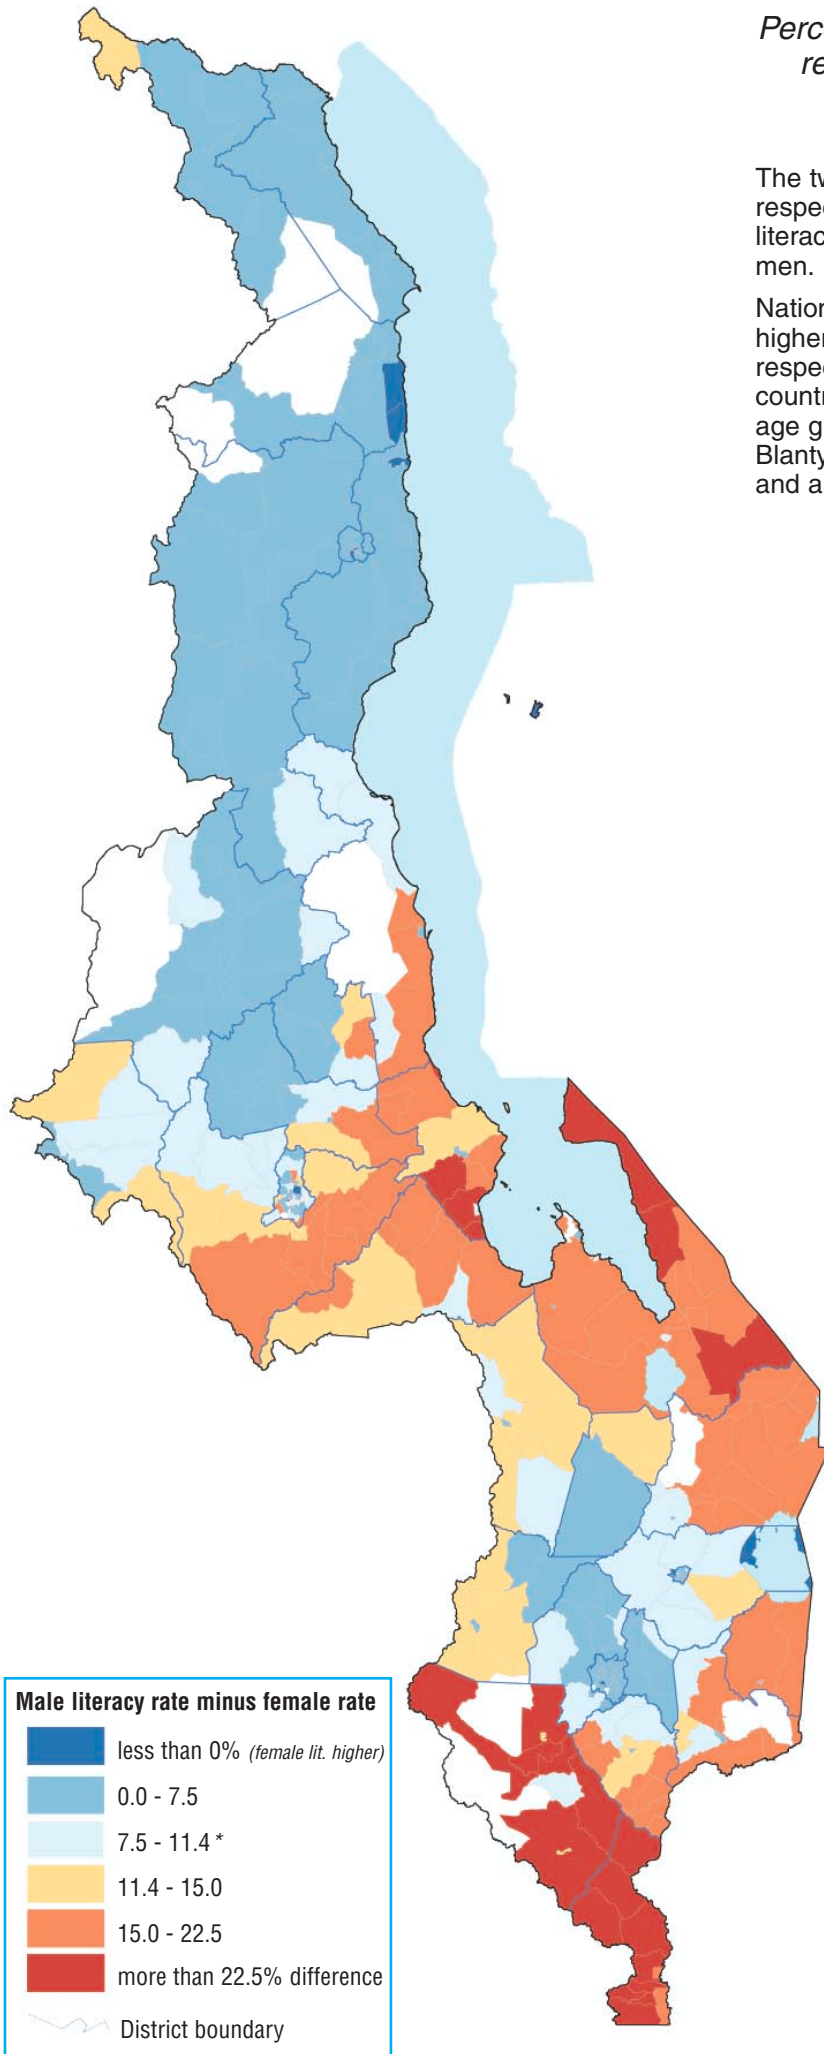 Perc
re
The tw
respec
literac
men.
Nation
higher
respec
countr
age g
Blanty
and a
Male literacy rate minus female rate
less than 0% (female lit. higher)
0.0 - 7.5
7.5 - 11.4 *
11.4 - 15.0
15.0 - 22.5
more than 22.5% difference
District boundary